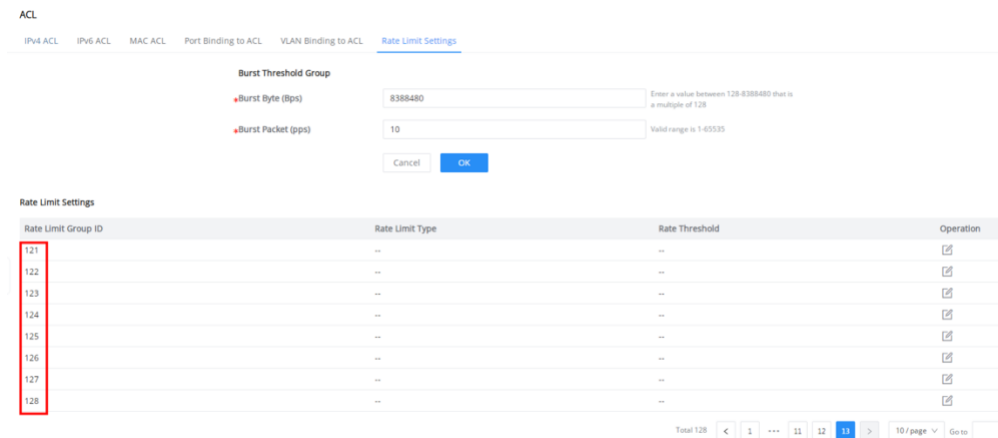 ACL
IPv4 ACL IPv6 ACL MAC ACL Port Binding to ACL VLAN Binding to ACL Rate Limit Settings
Burst Threshold Group
*Burst Byte (Bps) 8388480 Enter a value between 128-8388480 that is
a multiple of 128
*Burst Packet (pps) 10 Valid range is 1-65535
Cancel OK
Rate Limit Settings
Rate Limit Group ID Rate Limit Type Rate Threshold Operation
121 -- --
122 -- --
123 -- --
124 -- --
125 -- --
126 -- --
127 -- --
128 -- --
Total 128 < 1 ••• 11 12 13 > 10 / page Go to